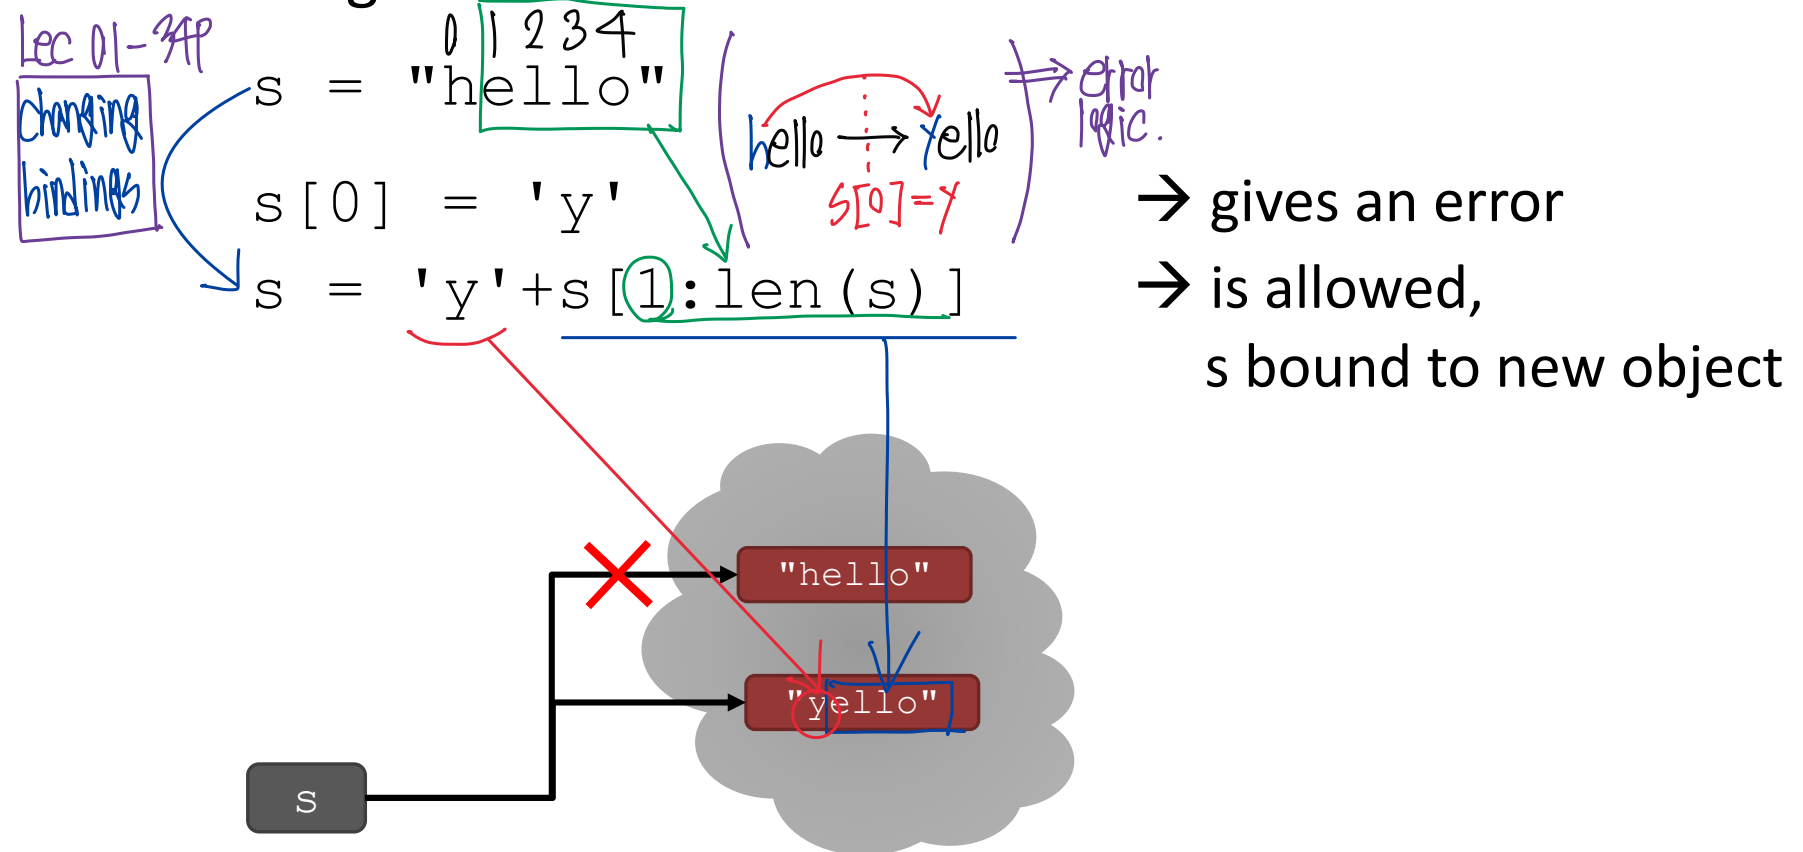 Lec 01-34p
0 1 2 3 4
s = "hello"
changing
bindings
hello → Yello
S[0]=Y
⇒ error
logic.
s[0] = 'y' → gives an error
s = 'y'+s[1:len(s)] → is allowed,
s bound to new object
"hello"
"yello"
s